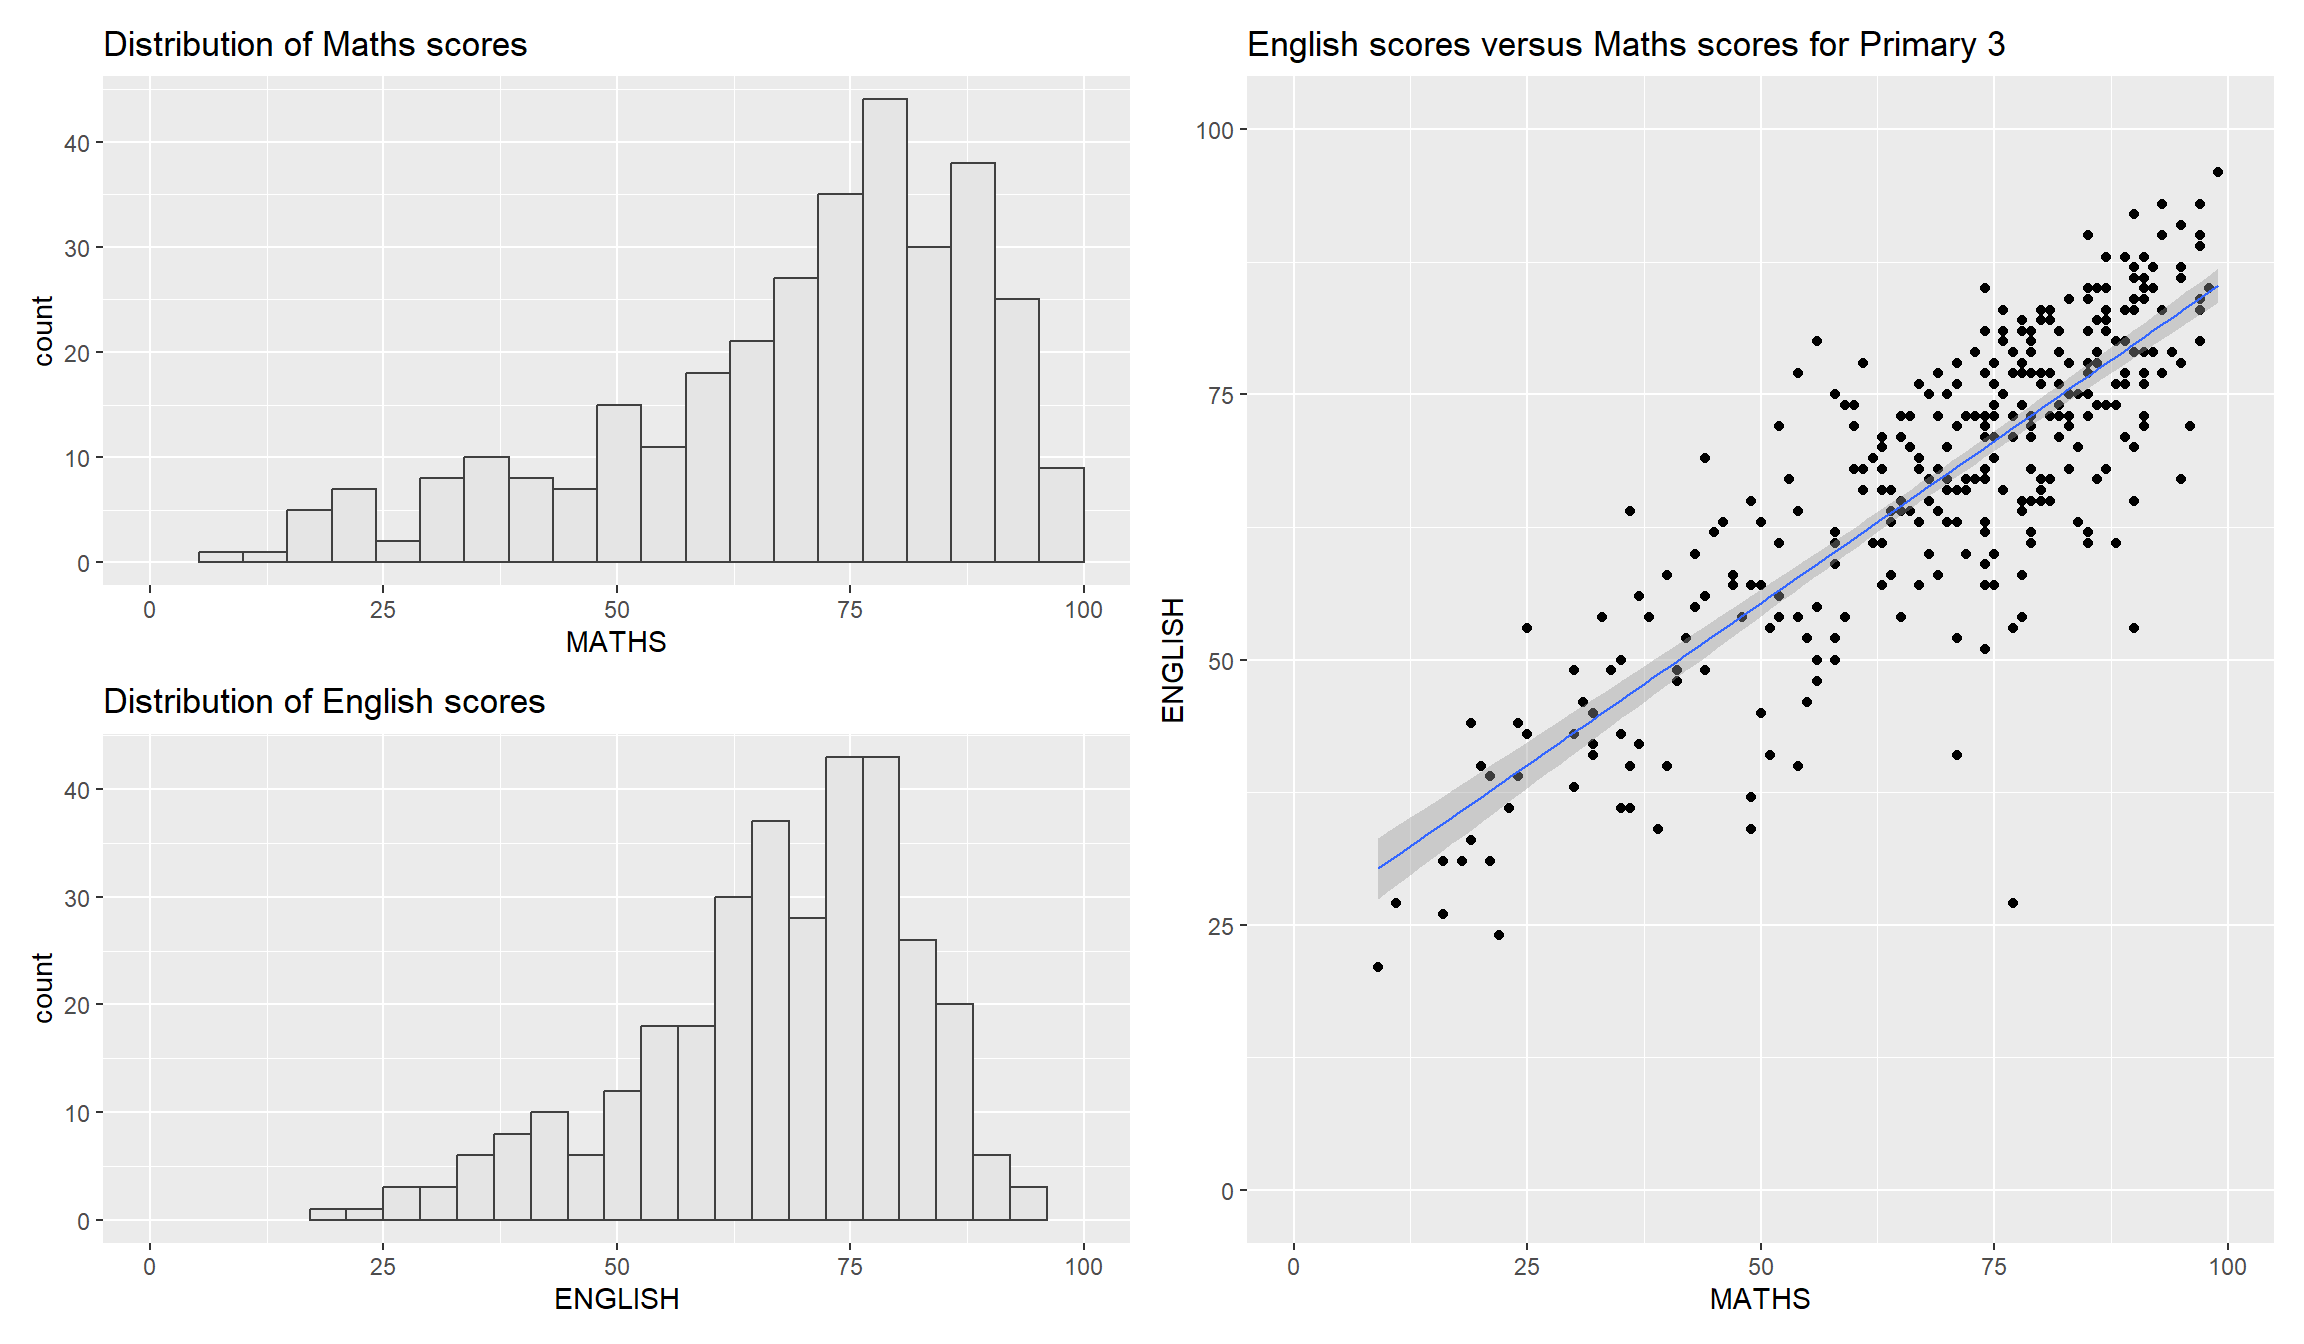 Distribution of Maths scores
40
30
20
10
0
count
0 25 50 75 100
MATHS
Distribution of English scores
40
30
20
10
0
count
0 25 50 75 100
ENGLISH
English scores versus Maths scores for Primary 3
100
75
50
25
0
ENGLISH
0 25 50 75 100
MATHS